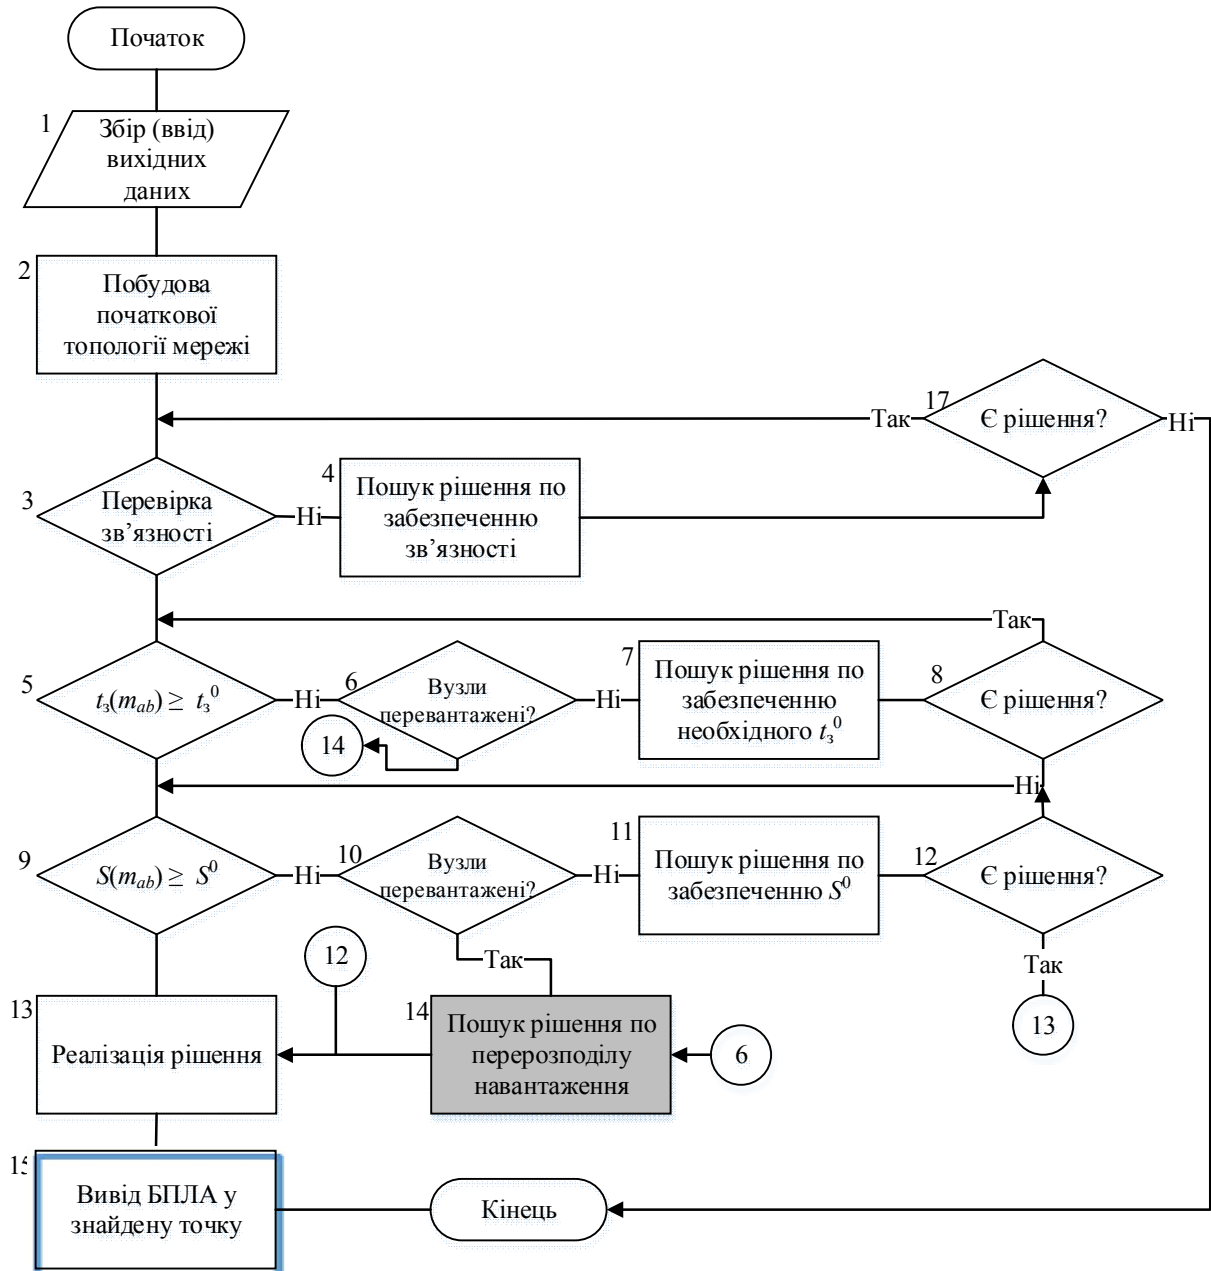 Початок
1
Збір (ввід)
вихідних
даних
2
Побудова
початкової
топології мережі
17
Є рішення?
Так
Ні
3
Перевірка
зв’язності
Ні
4
Пошук рішення по
забезпеченню
зв’язності
Так
5
tз(mab) ≥ tз0
Ні
6
Вузли
перевантажені?
Ні
7
Пошук рішення по
забезпеченню
необхідного tз0
8
Є рішення?
14
Ні
9
S(mab) ≥ S0
Ні
10
Вузли
перевантажені?
Ні
11
Пошук рішення по
забезпеченню S0
12
Є рішення?
12
Так
Так
13
Реалізація рішення
14
Пошук рішення по
перерозподілу
навантаження
6
13
15
Вивід БПЛА у
знайдену точку
Кінець